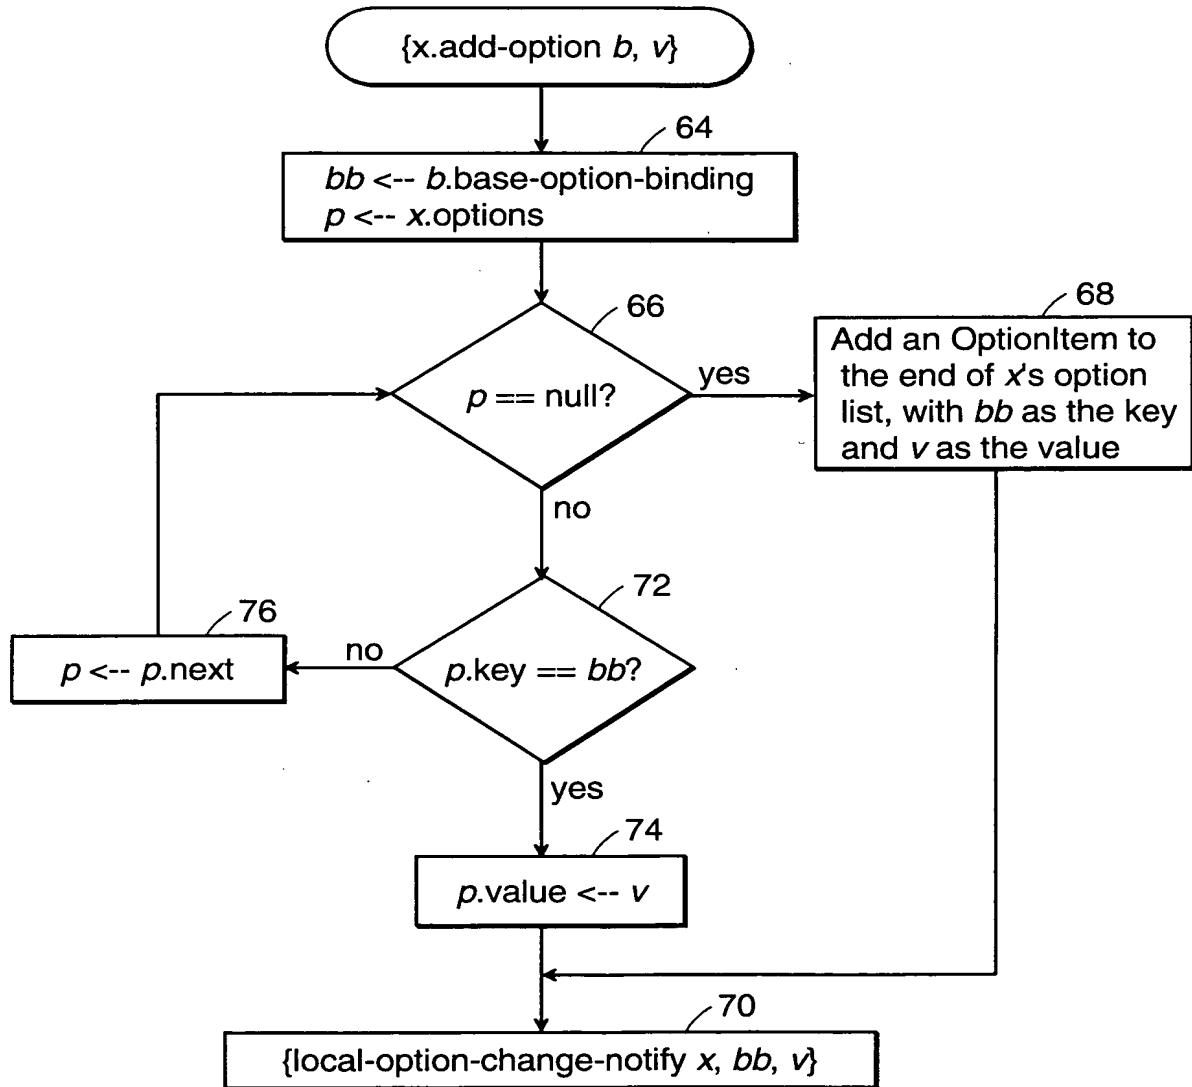 {x.add-option b, v}
64
bb <-- b.base-option-binding
p <-- x.options
66
p == null?
yes
68
Add an OptionItem to
the end of x's option
list, with bb as the key
and v as the value
no
72
p.key == bb?
no
76
p <-- p.next
yes
74
p.value <-- v
70
{local-option-change-notify x, bb, v}